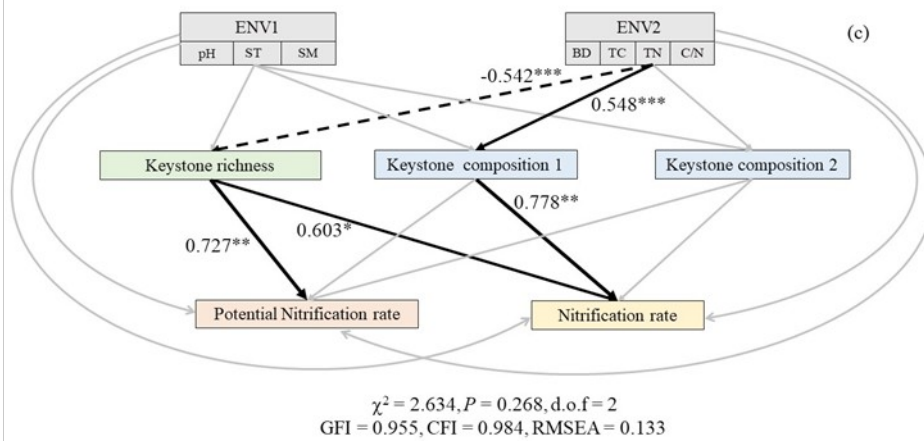 ENV1
pH ST SM
ENV2
BD TC TN C/N
(c)
-0.542***
0.548***
Keystone richness
Keystone composition 1
Keystone composition 2
0.727**
0.603*
0.778**
Potential Nitrification rate
Nitrification rate
χ² = 2.634, P = 0.268, d.o.f = 2
GFI = 0.955, CFI = 0.984, RMSEA = 0.133